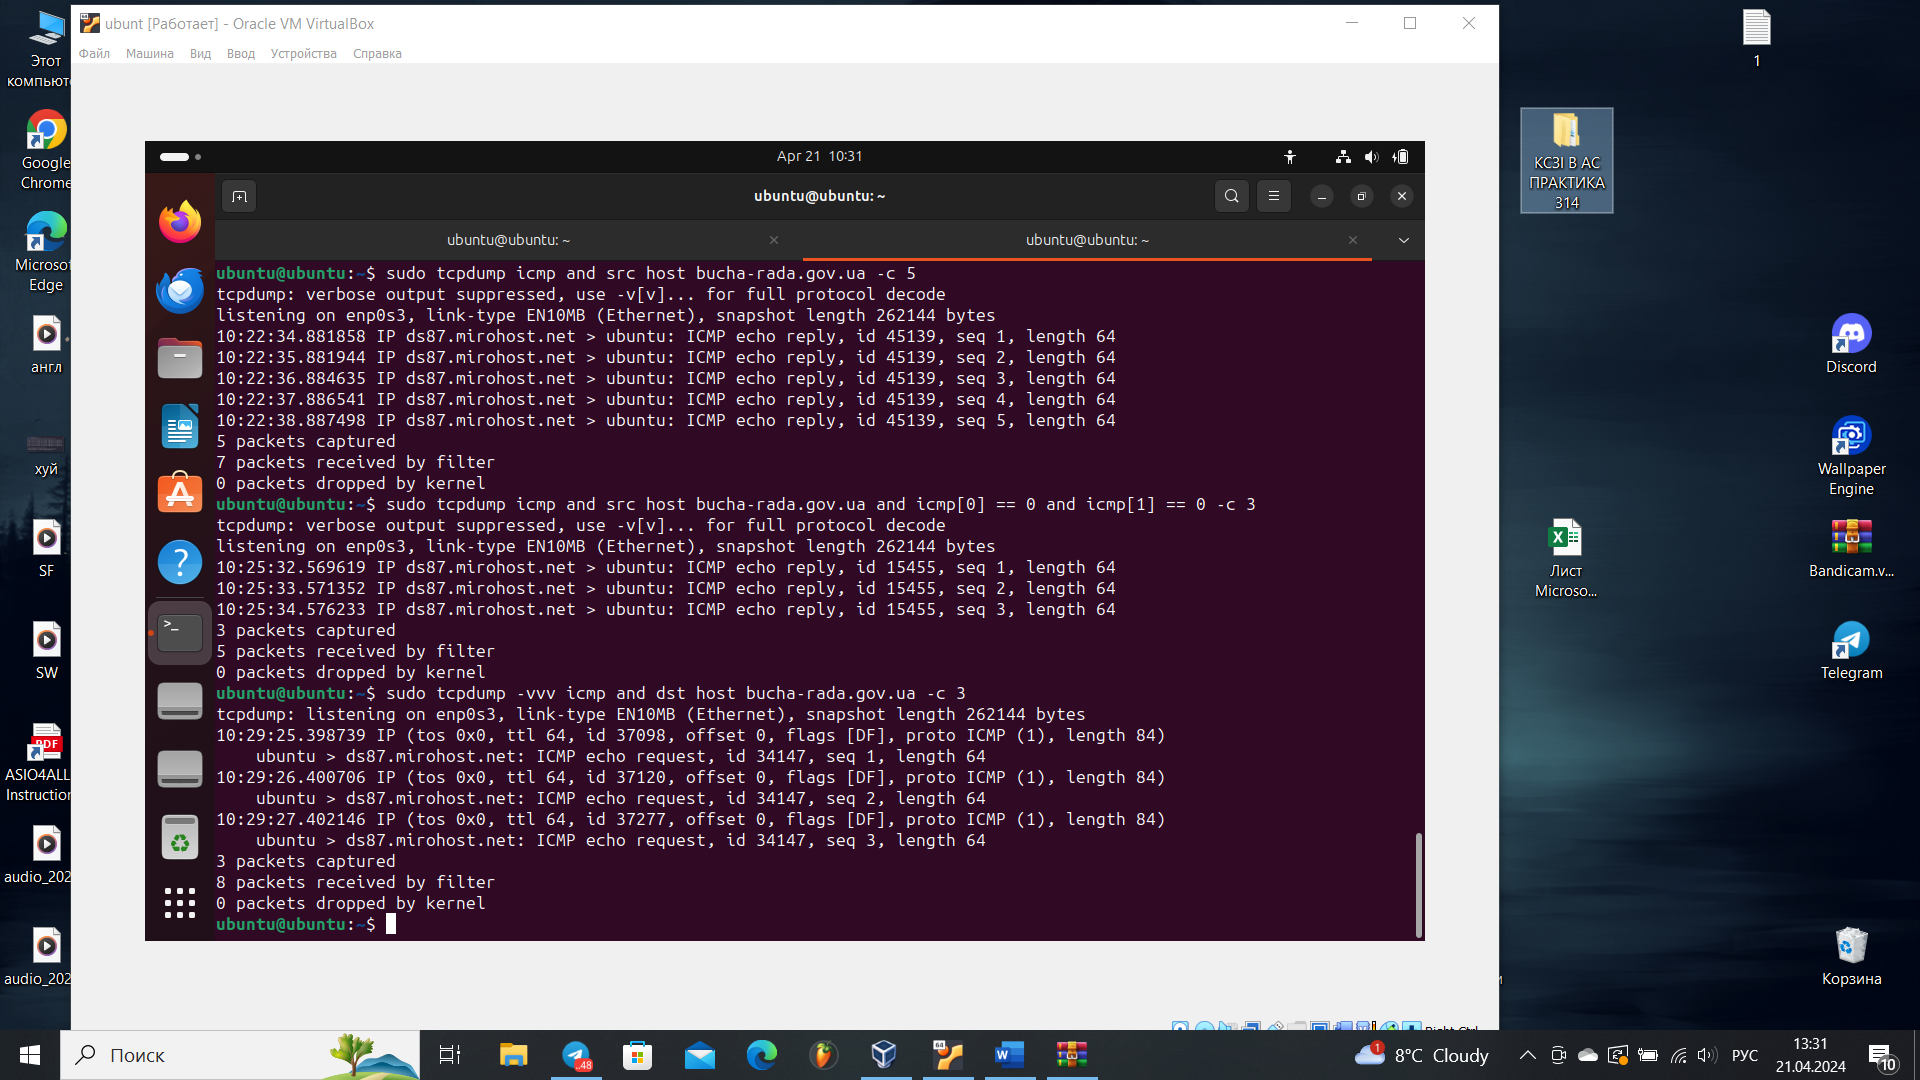 ubunt [Работает] - Oracle VM VirtualBox
Файл Машина Вид Ввод Устройства Справка
Этот
компьют
Google
Chrome
Microsof
Edge
англ
хуй
SF
SW
PDF
ASIO4ALL
Instruction
audio_202
audio_202
Apr 21 10:31
ubuntu@ubuntu: ~
ubuntu@ubuntu: ~
ubuntu@ubuntu: ~
ubuntu@ubuntu:~$ sudo tcpdump icmp and src host bucha-rada.gov.ua -c 5
tcpdump: verbose output suppressed, use -v[v]... for full protocol decode
listening on enp0s3, link-type EN10MB (Ethernet), snapshot length 262144 bytes
10:22:34.881858 IP ds87.mirohost.net > ubuntu: ICMP echo reply, id 45139, seq 1, length 64
10:22:35.881944 IP ds87.mirohost.net > ubuntu: ICMP echo reply, id 45139, seq 2, length 64
10:22:36.884635 IP ds87.mirohost.net > ubuntu: ICMP echo reply, id 45139, seq 3, length 64
10:22:37.886541 IP ds87.mirohost.net > ubuntu: ICMP echo reply, id 45139, seq 4, length 64
10:22:38.887498 IP ds87.mirohost.net > ubuntu: ICMP echo reply, id 45139, seq 5, length 64
5 packets captured
7 packets received by filter
0 packets dropped by kernel
ubuntu@ubuntu:~$ sudo tcpdump icmp and src host bucha-rada.gov.ua and icmp[0] == 0 and icmp[1] == 0 -c 3
tcpdump: verbose output suppressed, use -v[v]... for full protocol decode
listening on enp0s3, link-type EN10MB (Ethernet), snapshot length 262144 bytes
10:25:32.569619 IP ds87.mirohost.net > ubuntu: ICMP echo reply, id 15455, seq 1, length 64
10:25:33.571352 IP ds87.mirohost.net > ubuntu: ICMP echo reply, id 15455, seq 2, length 64
10:25:34.576233 IP ds87.mirohost.net > ubuntu: ICMP echo reply, id 15455, seq 3, length 64
3 packets captured
5 packets received by filter
0 packets dropped by kernel
ubuntu@ubuntu:~$ sudo tcpdump -vvv icmp and dst host bucha-rada.gov.ua -c 3
tcpdump: listening on enp0s3, link-type EN10MB (Ethernet), snapshot length 262144 bytes
10:29:25.398739 IP (tos 0x0, ttl 64, id 37098, offset 0, flags [DF], proto ICMP (1), length 84)
ubuntu > ds87.mirohost.net: ICMP echo request, id 34147, seq 1, length 64
10:29:26.400706 IP (tos 0x0, ttl 64, id 37120, offset 0, flags [DF], proto ICMP (1), length 84)
ubuntu > ds87.mirohost.net: ICMP echo request, id 34147, seq 2, length 64
10:29:27.402146 IP (tos 0x0, ttl 64, id 37277, offset 0, flags [DF], proto ICMP (1), length 84)
ubuntu > ds87.mirohost.net: ICMP echo request, id 34147, seq 3, length 64
3 packets captured
8 packets received by filter
0 packets dropped by kernel
ubuntu@ubuntu:~$
1
КСЗІ В АС
ПРАКТИКА
314
Discord
Wallpaper
Engine
Лист
Microso...
Bandicam.v...
Telegram
Корзина
Поиск
48
64
1
8°C Cloudy
РУС
13:31
21.04.2024
10